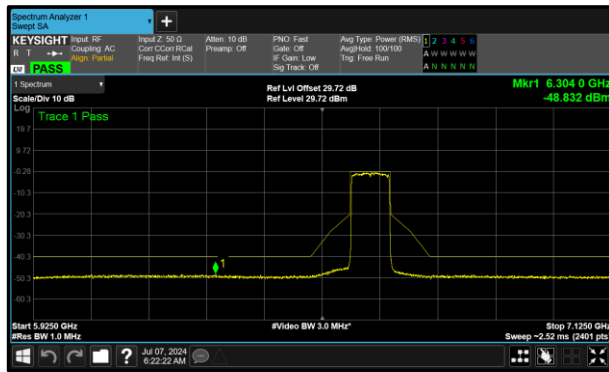 Spectrum Analyzer 1
Swept SA
KEYSIGHT Input: RF Input Z: 50 Ω Atten: 10 dB PNO: Fast Avg Type: Power (RMS) 1 2 3 4 5 6
R T Coupling: AC Corr CCorr RCal Preamp: Off Gate: Off Avg|Hold: 100/100 A W W W W W
Align: Partial Freq Ref: Int (S) IF Gain: Low Trig: Free Run
LXI PASS Sig Track: Off A N N N N N
1 Spectrum Ref Lvl Offset 29.72 dB Mkr1 6.304 0 GHz
Scale/Div 10 dB Ref Level 29.72 dBm -48.832 dBm
Log
Trace 1 Pass
19.7
9.72
-0.28
-10.3
-20.3
-30.3
-40.3
1
-50.3
-60.3
Start 5.9250 GHz #Video BW 3.0 MHz* Stop 7.1250 GHz
#Res BW 1.0 MHz Sweep ~2.52 ms (2401 pts)
? Jul 07, 2024
6:22:22 AM